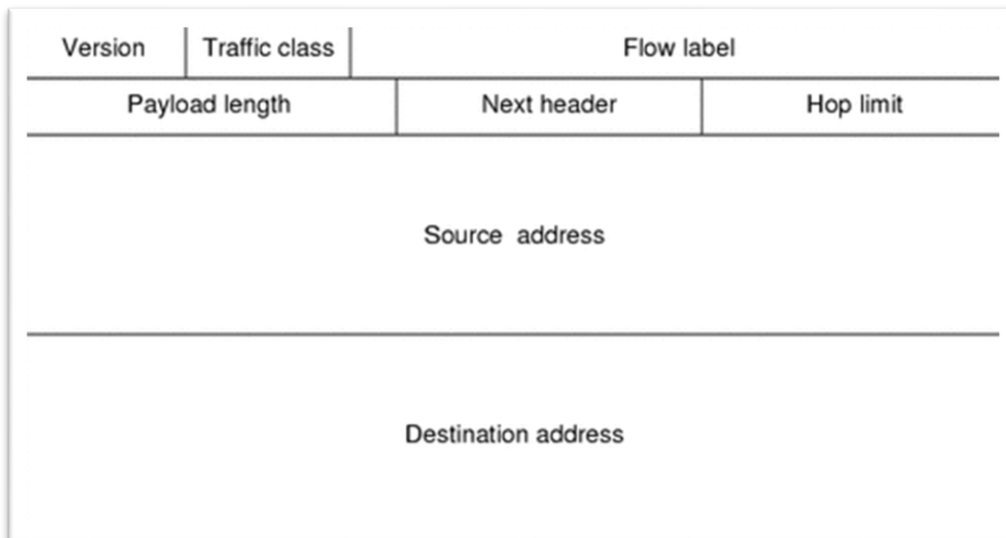 Version Traffic class Flow label
Payload length Next header Hop limit
Source address
Destination address